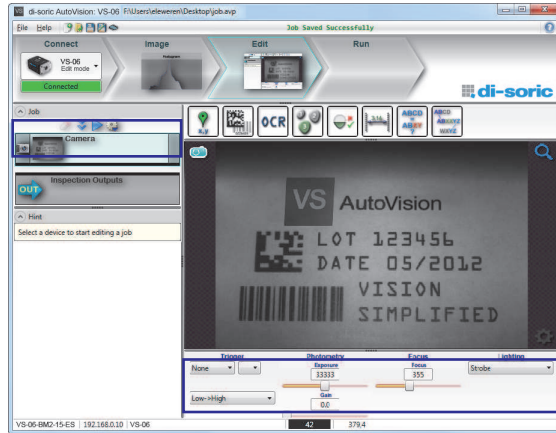 di-soric AutoVision: VS-06 F:\Users\eleweren\Desktop\job.avp
File Help
Job Saved Successfully
Connect
Image
Edit
Run
VS-06
Edit mode
Connected
di-soric
Job
Camera
Inspection Outputs
OUT
Hint
Select a device to start editing a job
x,y
OCR
3.14
ABCD
VS AutoVision
LOT 123456
DATE 05/2012
VISION
SIMPLIFIED
Trigger
Photometry
Focus
Lighting
None
Exposure
13333
Focus
355
Strobe
Low->High
Gain
0.0
VS-06-BM2-15-ES 192.168.0.10 VS-06
42
379,4